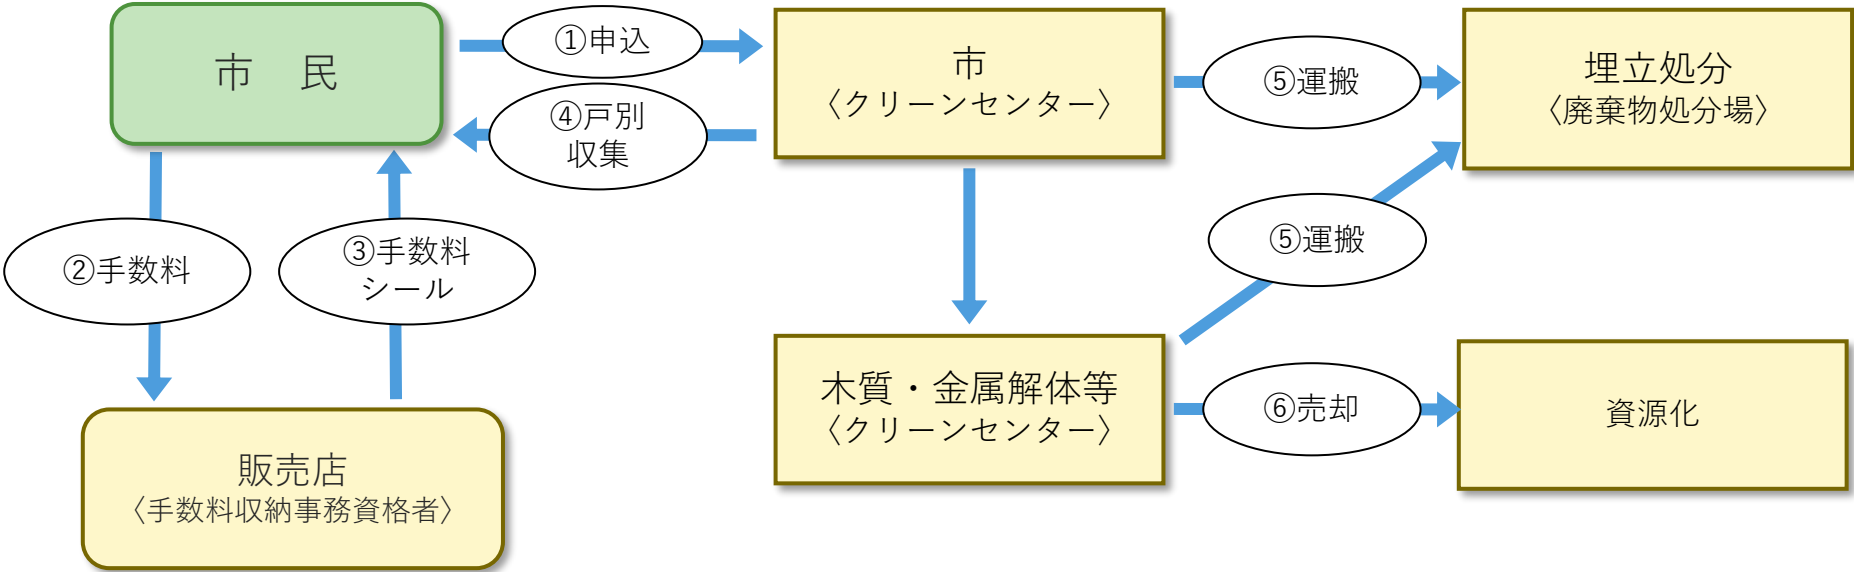 市　民
①申込
④戸別
収集
市
〈クリーンセンター〉
⑤運搬
埋立処分
〈廃棄物処分場〉
②手数料
③手数料
シール
⑤運搬
木質・金属解体等
〈クリーンセンター〉
⑥売却
資源化
販売店
〈手数料収納事務資格者〉